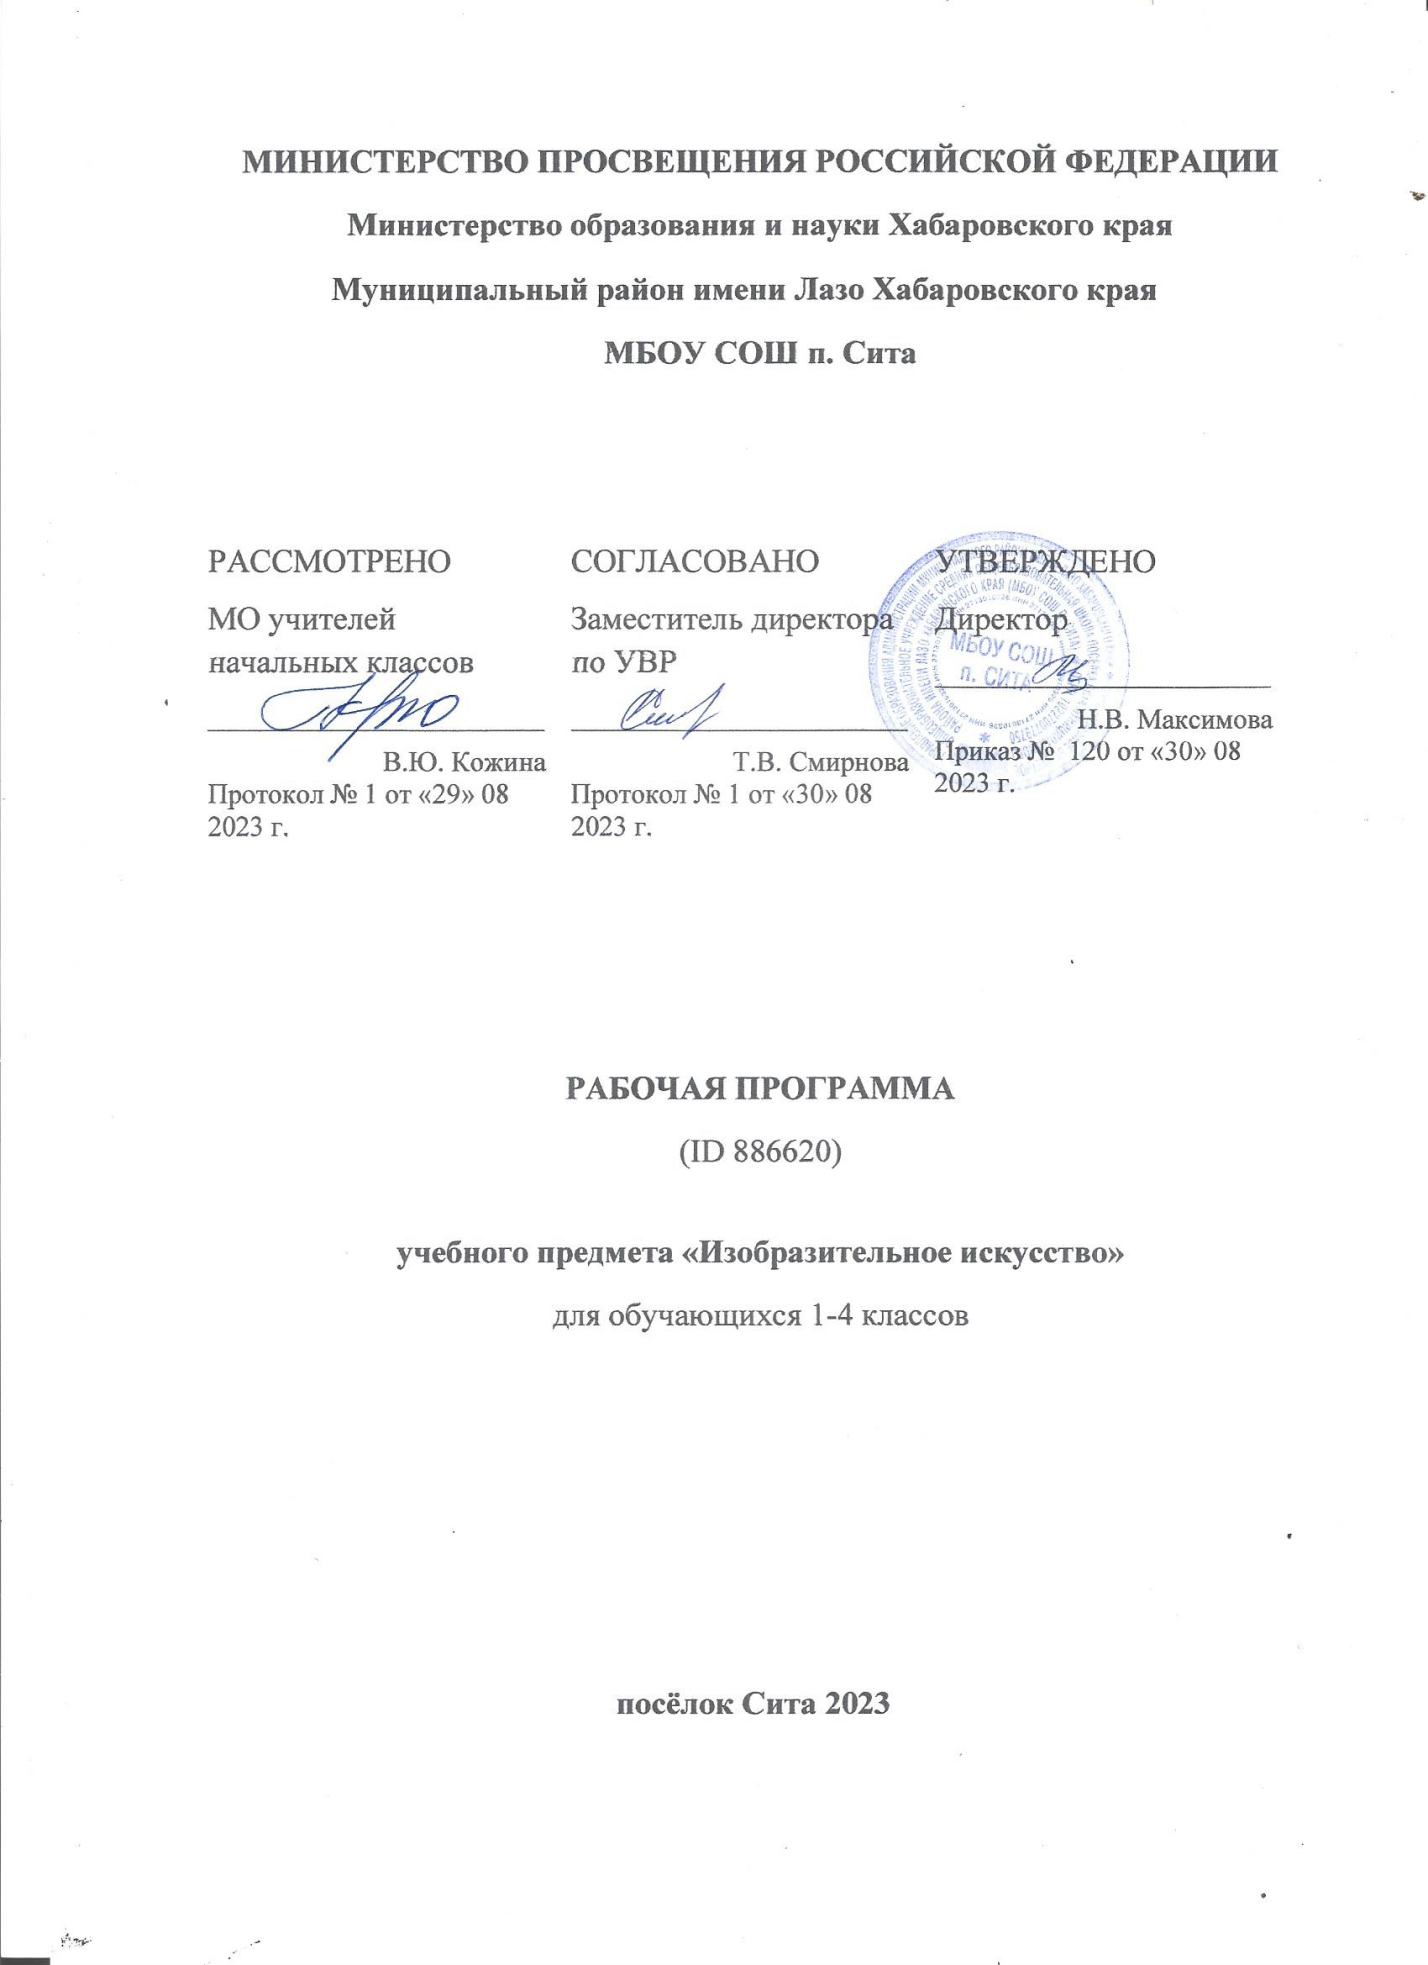 МИНИСТЕРСТВО ПРОСВЕЩЕНИЯ РОССИЙСКОЙ ФЕДЕРАЦИИ
Министерство образования и науки Хабаровского края
Муниципальный район имени Лазо Хабаровского края
МБОУ СОШ п. Сита
РАССМОТРЕНО
МО учителей
начальных классов
В.Ю. Кожина
Протокол № 1 от «29» 08
2023 г.
СОГЛАСОВАНО
Заместитель директора
по УВР
Т.В. Смирнова
Протокол № 1 от «30» 08
2023 г.
УТВЕРЖДЕНО
Директор
МБОУ СОШ
п. СИТА
Н.В. Максимова
Приказ № 120 от «30» 08
2023 г.
РАБОЧАЯ ПРОГРАММА
(ID 886620)
учебного предмета «Изобразительное искусство»
для обучающихся 1-4 классов
посёлок Сита 2023